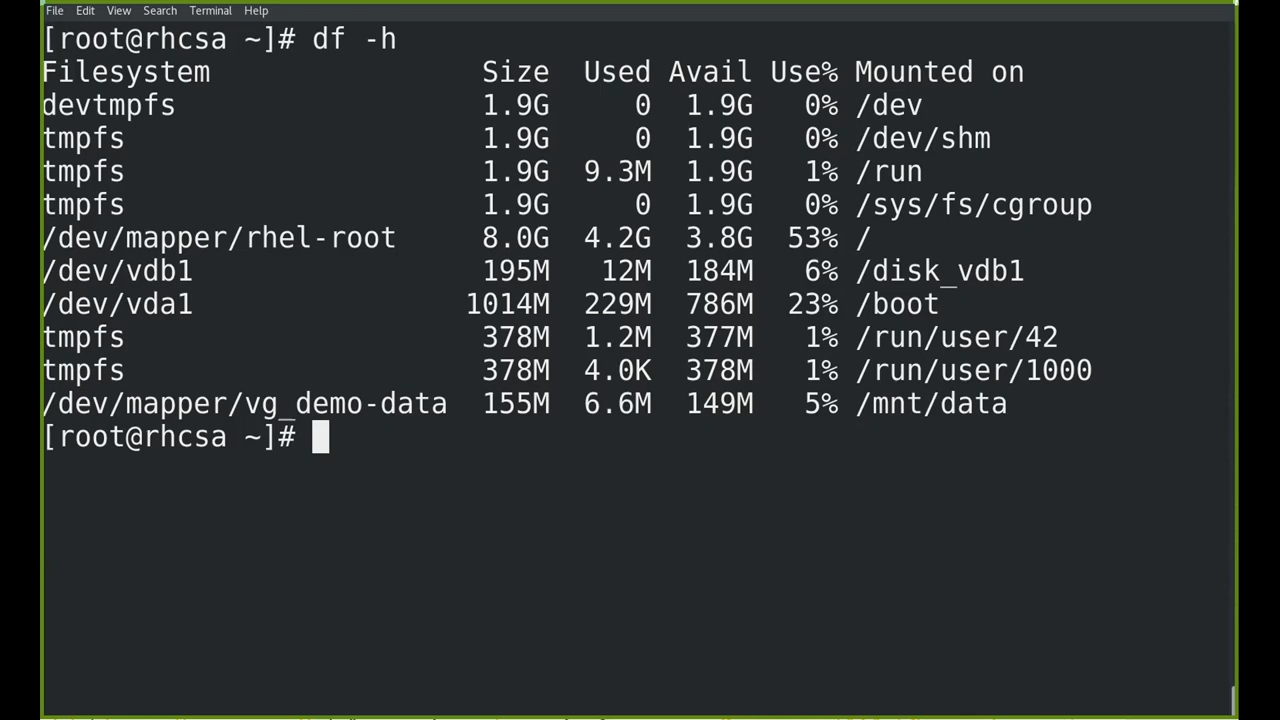 File Edit View Search Terminal Help
[root@rhcsa ~]# df -h
Filesystem Size Used Avail Use% Mounted on
devtmpfs 1.9G 0 1.9G 0% /dev
tmpfs 1.9G 0 1.9G 0% /dev/shm
tmpfs 1.9G 9.3M 1.9G 1% /run
tmpfs 1.9G 0 1.9G 0% /sys/fs/cgroup
/dev/mapper/rhel-root 8.0G 4.2G 3.8G 53% /
/dev/vdb1 195M 12M 184M 6% /disk_vdb1
/dev/vda1 1014M 229M 786M 23% /boot
tmpfs 378M 1.2M 377M 1% /run/user/42
tmpfs 378M 4.0K 378M 1% /run/user/1000
/dev/mapper/vg_demo-data 155M 6.6M 149M 5% /mnt/data
[root@rhcsa ~]#